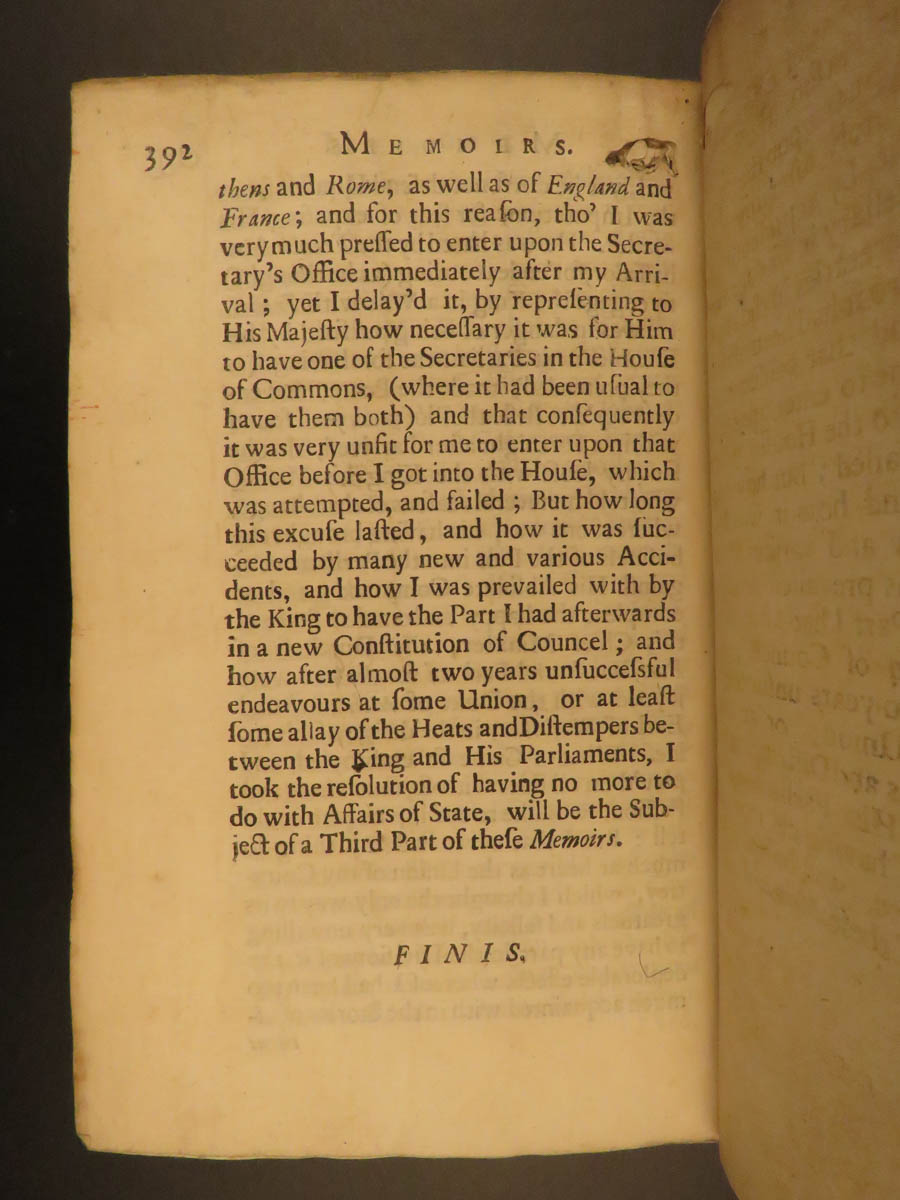 392
MEMOIRS.
thens and Rome, as well as of England and
France; and for this reaſon, tho' I was
very much preſſed to enter upon the Secre-
tary's Office immediately after my Arri-
val; yet I delay'd it, by repreſenting to
His Majeſty how neceſſary it was for Him
to have one of the Secretaries in the Houſe
of Commons, (where it had been uſual to
have them both) and that conſequently
it was very unfit for me to enter upon that
Office before I got into the Houſe, which
was attempted, and failed; But how long
this excuſe laſted, and how it was ſuc-
ceeded by many new and various Acci-
dents, and how I was prevailed with by
the King to have the Part I had afterwards
in a new Conſtitution of Councel; and
how after almoſt two years unſucceſsful
endeavours at ſome Union, or at leaſt
ſome allay of the Heats and Diſtempers be-
tween the King and His Parliaments, I
took the reſolution of having no more to
do with Affairs of State, will be the Sub-
ject of a Third Part of theſe Memoirs.
FINIS.